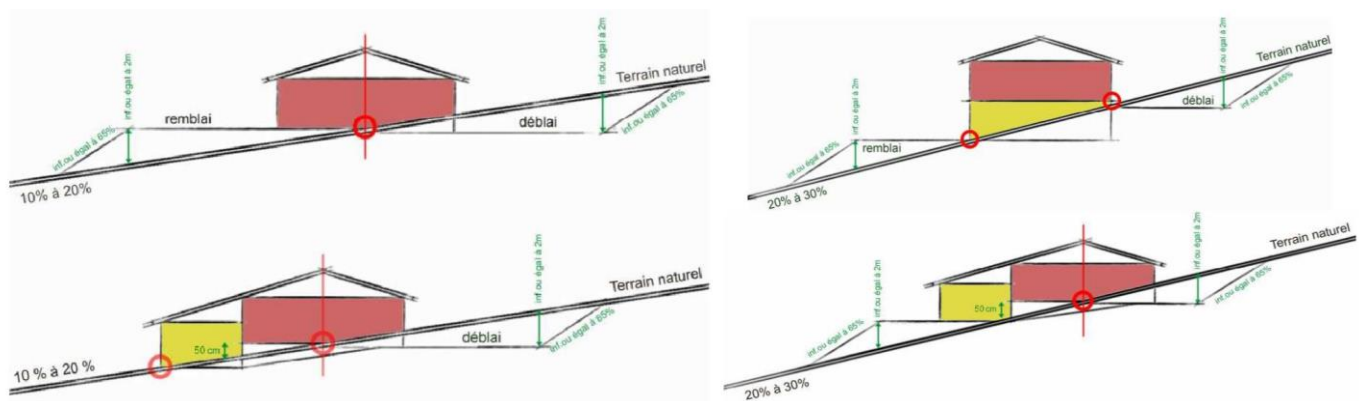 inf.ou égal à 2m
inf.ou égal à 2m
Terrain naturel
inf.ou égal à 65%
remblai
déblai
inf.ou égal à 65%
10% à 20%
inf.ou égal à 2m
inf.ou égal à 2m
Terrain naturel
inf.ou égal à 65%
déblai
inf.ou égal à 65%
remblai
20% à 30%
inf.ou égal à 2m
Terrain naturel
50 cm
déblai
inf.ou égal à 65%
10 % à 20 %
inf.ou égal à 2m
inf.ou égal à 2m
Terrain naturel
inf.ou égal à 65%
50 cm
inf.ou égal à 65%
20% à 30%